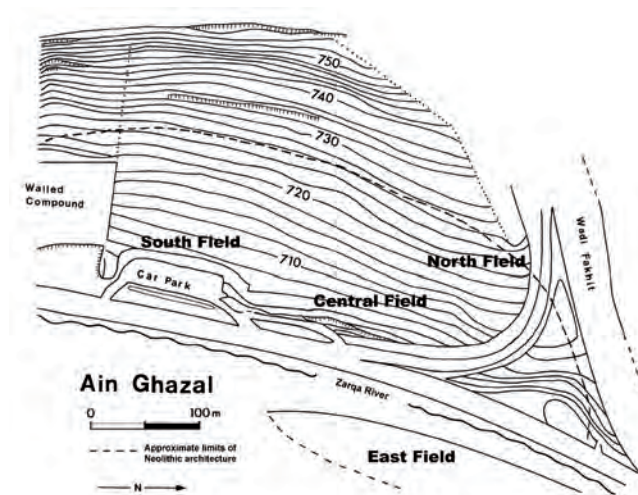 750
740
730
720
710
Walled
Compound
South Field
North Field
Wadi Fakhit
Car Park
Central Field
Ain Ghazal
Zarqa River
0
100m
Approximate limits of
Neolithic architecture
East Field
N